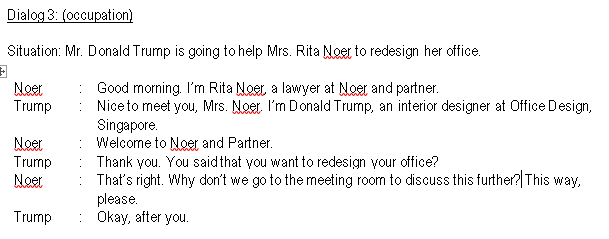 Dialog 3: (occupation)
Situation: Mr. Donald Trump is going to help Mrs. Rita Noer to redesign her office.
Noer : Good morning. I'm Rita Noer, a lawyer at Noer and partner.
Trump : Nice to meet you, Mrs. Noer. I'm Donald Trump, an interior designer at Office Design,
Singapore.
Noer : Welcome to Noer and Partner.
Trump : Thank you. You said that you want to redesign your office?
Noer : That's right. Why don't we go to the meeting room to discuss this further? This way,
please.
Trump : Okay, after you.